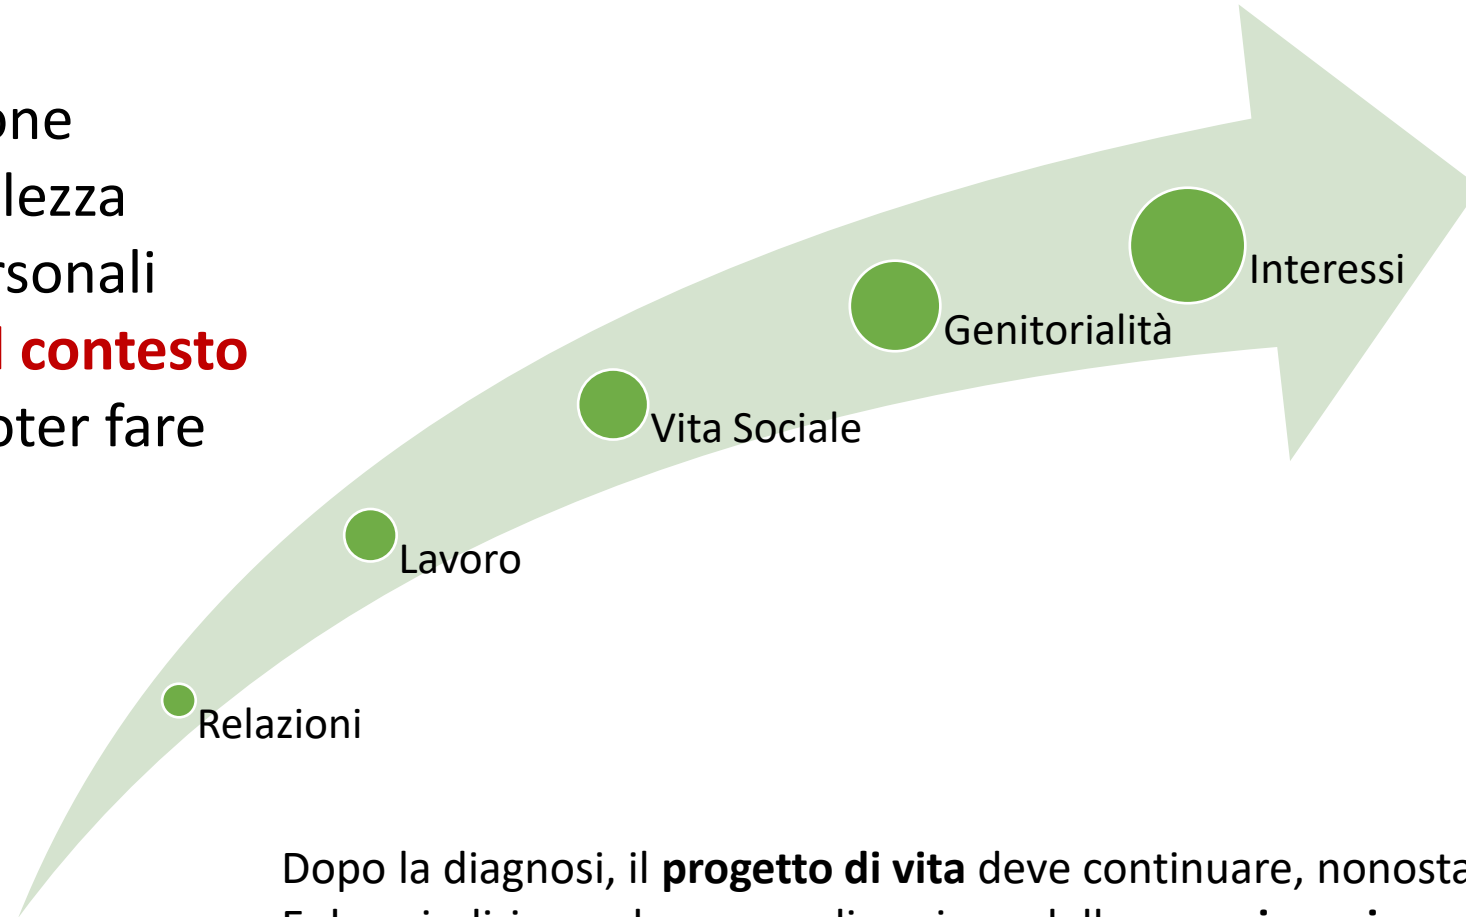 one
lezza
rsonali
l contesto
oter fare
Interessi
Genitorialità
Vita Sociale
Lavoro
Relazioni
Dopo la diagnosi, il progetto di vita deve continuare, nonosta